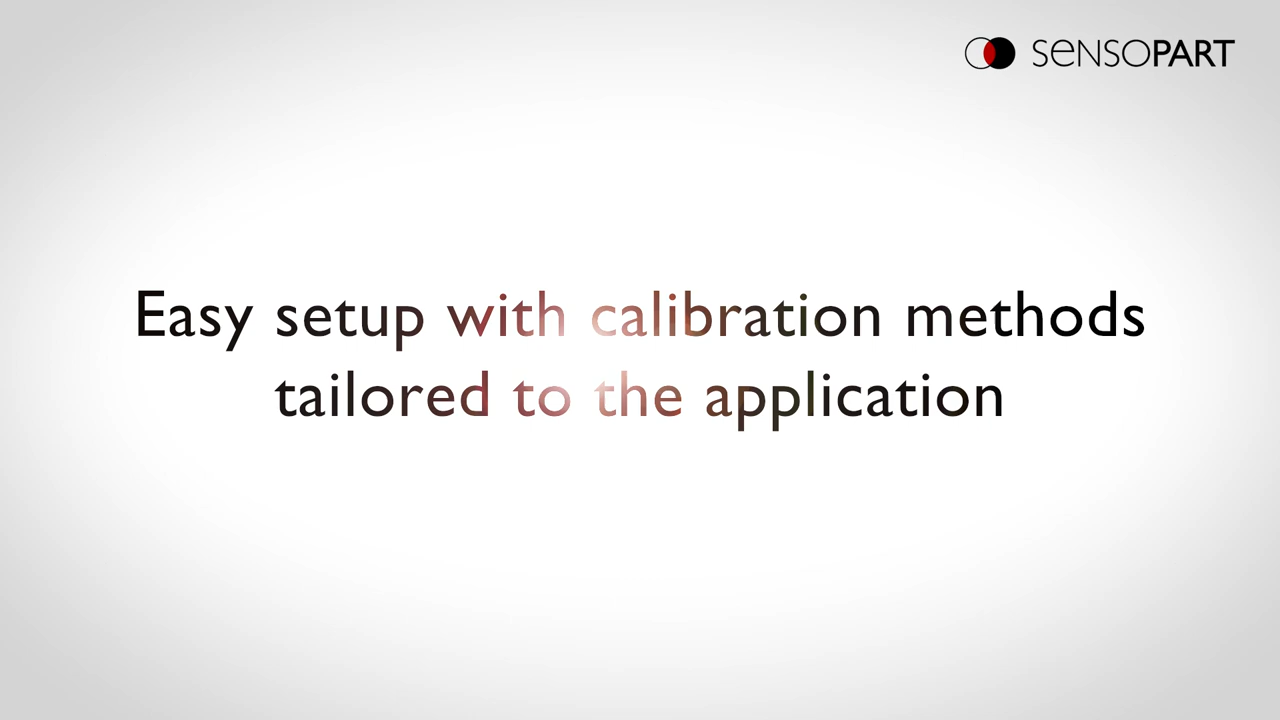 SENSOPART
Easy setup with calibration methods
tailored to the application